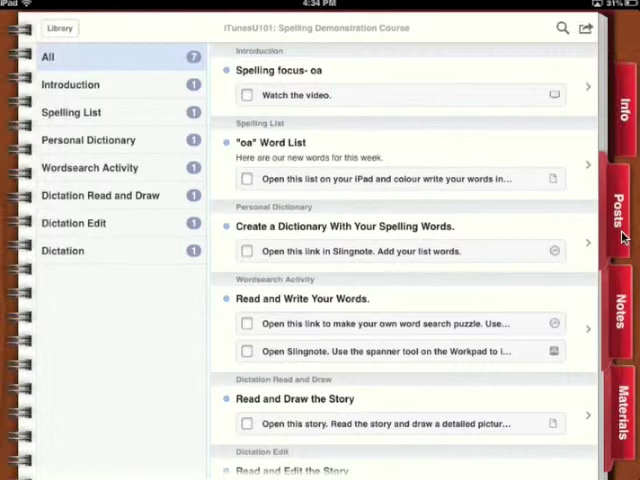 iPad
4:34 PM
31%
Library
iTunesU101: Spelling Demonstration Course
All 7
Introduction 1
Spelling List 1
Personal Dictionary 1
Wordsearch Activity 1
Dictation Read and Draw 1
Dictation Edit 1
Dictation 1
Introduction
Spelling focus- oa
Watch the video.
Spelling List
"oa" Word List
Here are our new words for this week.
Open this list on your iPad and colour write your words in...
Personal Dictionary
Create a Dictionary With Your Spelling Words.
Open this link in Slingnote. Add your list words.
Wordsearch Activity
Read and Write Your Words.
Open this link to make your own word search puzzle. Use...
Open Slingnote. Use the spanner tool on the Workpad to i...
Dictation Read and Draw
Read and Draw the Story
Open this story. Read the story and draw a detailed pictur...
Dictation Edit
Read and Edit the Story
Info
Posts
Notes
Materials